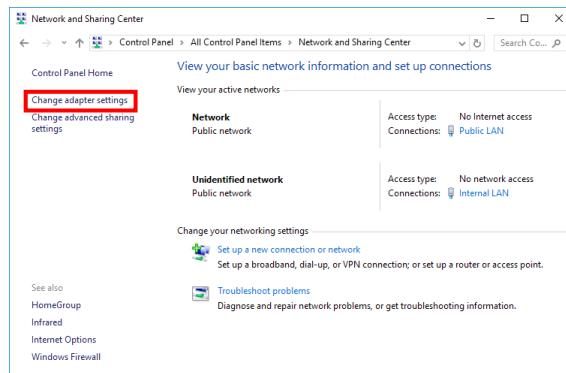 Network and Sharing Center
Control Panel > All Control Panel Items > Network and Sharing Center
Search Co...
Control Panel Home
Change adapter settings
Change advanced sharing
settings
View your basic network information and set up connections
View your active networks
Network
Public network
Access type: No Internet access
Connections: Public LAN
Unidentified network
Public network
Access type: No network access
Connections: Internal LAN
Change your networking settings
Set up a new connection or network
Set up a broadband, dial-up, or VPN connection; or set up a router or access point.
Troubleshoot problems
Diagnose and repair network problems, or get troubleshooting information.
See also
HomeGroup
Infrared
Internet Options
Windows Firewall